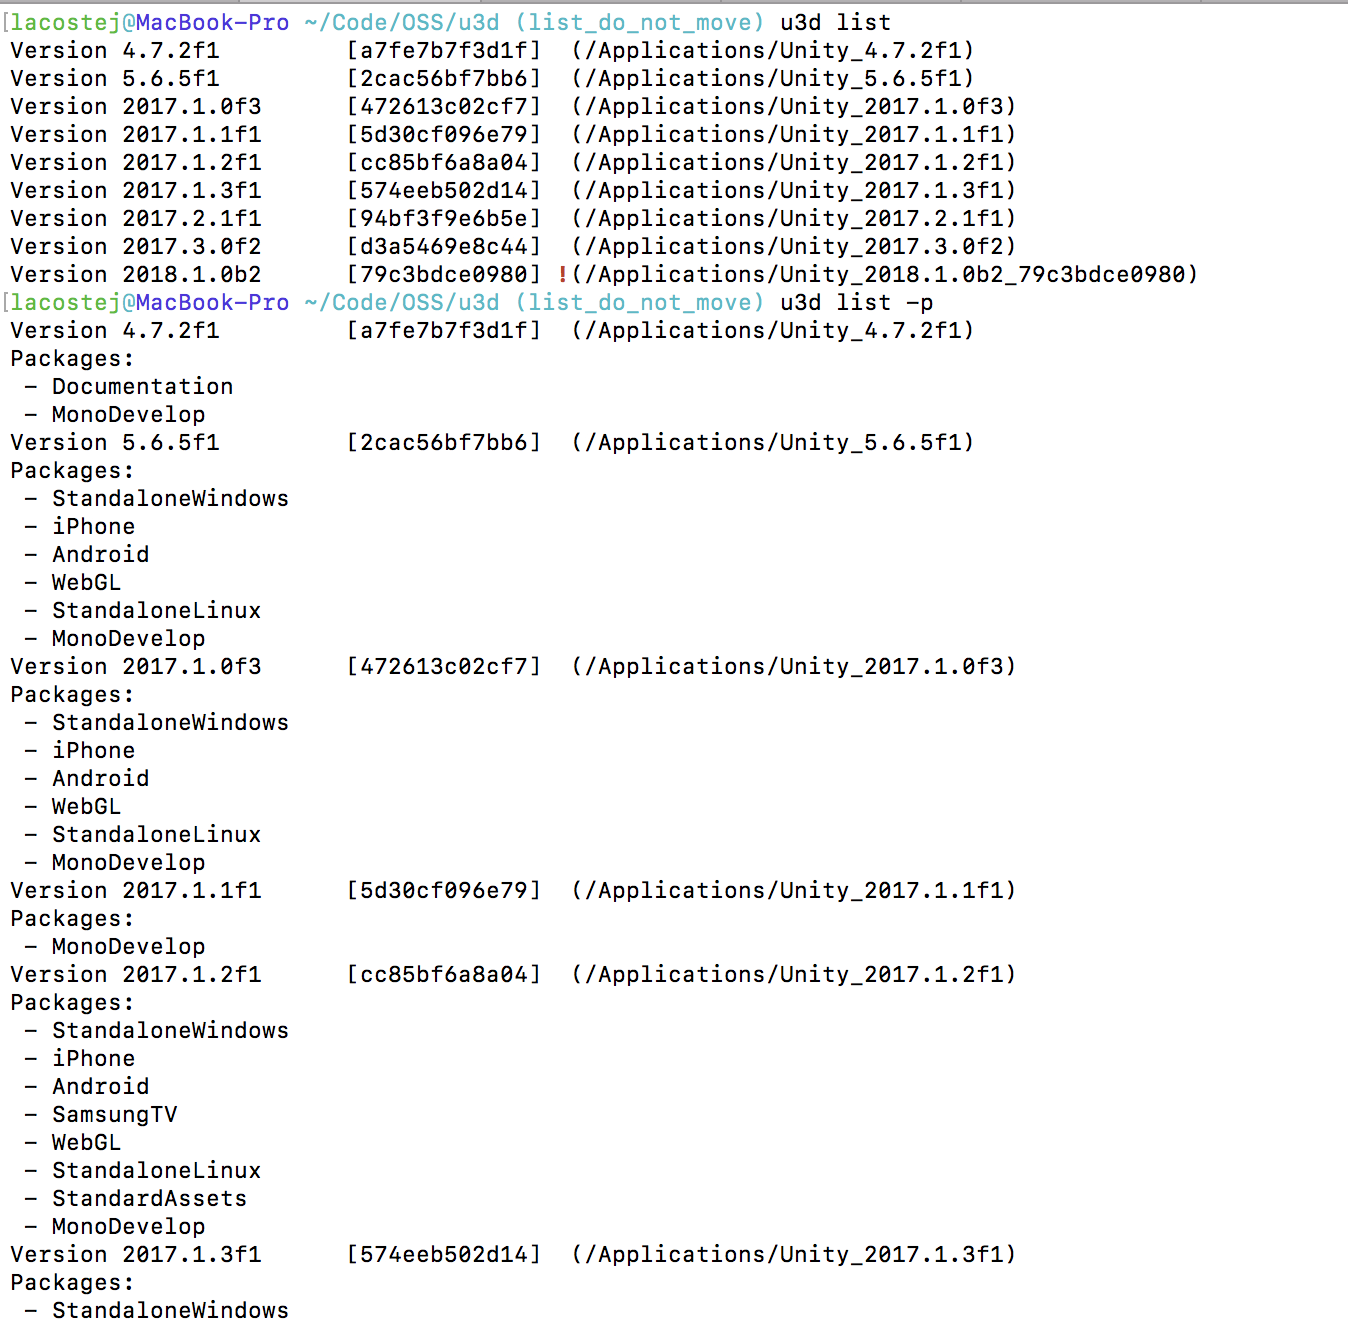 [lacostej@MacBook-Pro ~/Code/OSS/u3d (list_do_not_move) u3d list
Version 4.7.2f1         [a7fe7b7f3d1f]  (/Applications/Unity_4.7.2f1)
Version 5.6.5f1         [2cac56bf7bb6]  (/Applications/Unity_5.6.5f1)
Version 2017.1.0f3      [472613c02cf7]  (/Applications/Unity_2017.1.0f3)
Version 2017.1.1f1      [5d30cf096e79]  (/Applications/Unity_2017.1.1f1)
Version 2017.1.2f1      [cc85bf6a8a04]  (/Applications/Unity_2017.1.2f1)
Version 2017.1.3f1      [574eeb502d14]  (/Applications/Unity_2017.1.3f1)
Version 2017.2.1f1      [94bf3f9e6b5e]  (/Applications/Unity_2017.2.1f1)
Version 2017.3.0f2      [d3a5469e8c44]  (/Applications/Unity_2017.3.0f2)
Version 2018.1.0b2      [79c3bdce0980] !(/Applications/Unity_2018.1.0b2_79c3bdce0980)
[lacostej@MacBook-Pro ~/Code/OSS/u3d (list_do_not_move) u3d list -p
Version 4.7.2f1         [a7fe7b7f3d1f]  (/Applications/Unity_4.7.2f1)
Packages:
 - Documentation
 - MonoDevelop
Version 5.6.5f1         [2cac56bf7bb6]  (/Applications/Unity_5.6.5f1)
Packages:
 - StandaloneWindows
 - iPhone
 - Android
 - WebGL
 - StandaloneLinux
 - MonoDevelop
Version 2017.1.0f3      [472613c02cf7]  (/Applications/Unity_2017.1.0f3)
Packages:
 - StandaloneWindows
 - iPhone
 - Android
 - WebGL
 - StandaloneLinux
 - MonoDevelop
Version 2017.1.1f1      [5d30cf096e79]  (/Applications/Unity_2017.1.1f1)
Packages:
 - MonoDevelop
Version 2017.1.2f1      [cc85bf6a8a04]  (/Applications/Unity_2017.1.2f1)
Packages:
 - StandaloneWindows
 - iPhone
 - Android
 - SamsungTV
 - WebGL
 - StandaloneLinux
 - StandardAssets
 - MonoDevelop
Version 2017.1.3f1      [574eeb502d14]  (/Applications/Unity_2017.1.3f1)
Packages:
 - StandaloneWindows